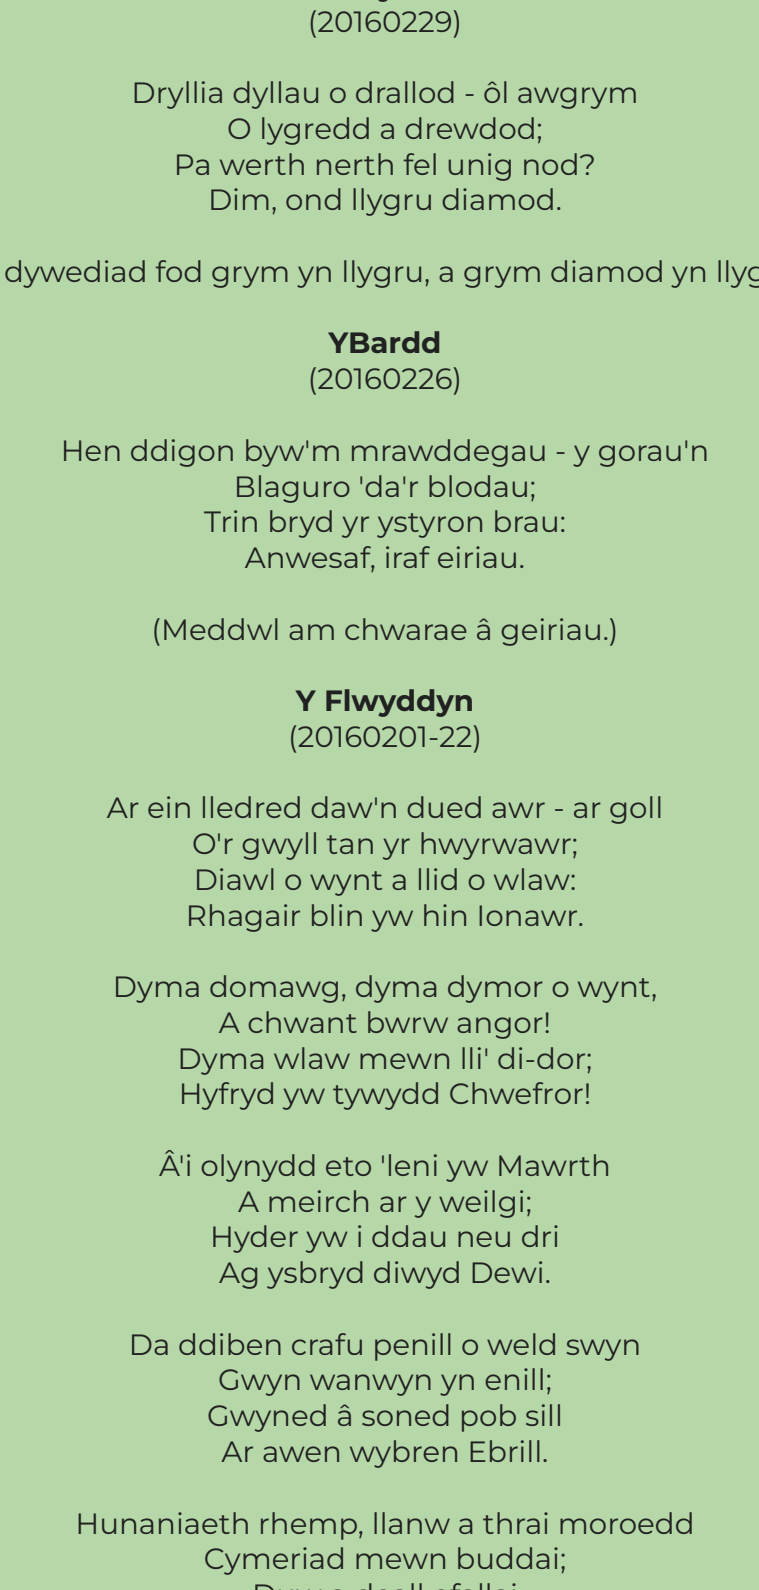 (20160229)
Dryllia dyllau o drallod - ôl awgrym
O lygredd a drewdod;
Pa werth nerth fel unig nod?
Dim, ond llygru diamod.
dywediad fod grym yn llygru, a grym diamod yn
YBardd
(20160226)
Hen ddigon byw'm mrawddegau - y gorau'n
Blaguro 'da'r blodau;
Trin bryd yr ystyron brau:
Anwesaf, iraf eiriau.
(Meddwl am chwarae â geiriau.)
Y Flwyddyn
(20160201-22)
Ar ein lledred daw'n dued awr - ar goll
O'r gwyll tan yr hwyrwawr;
Diawl o wynt a llid o wlaw:
Rhagair blin yw hin Ionawr.
Dyma domawg, dyma dymor o wynt,
A chwant bwrw angor!
Dyma wlaw mewn lli' di-dor;
Hyfryd yw tywydd Chwefror!
Â'i olynydd eto 'leni yw Mawrth
A meirch ar y weilgi;
Hyder yw i ddau neu dri
Ag ysbryd diwyd Dewi.
Da ddiben crafu penill o weld swyn
Gwyn wanwyn yn enill;
Gwyned â soned pob sill
Ar awen wybren Ebrill.
Hunaniaeth rhemp, llanw a thrai moroedd
Cymeriad mewn buddai;